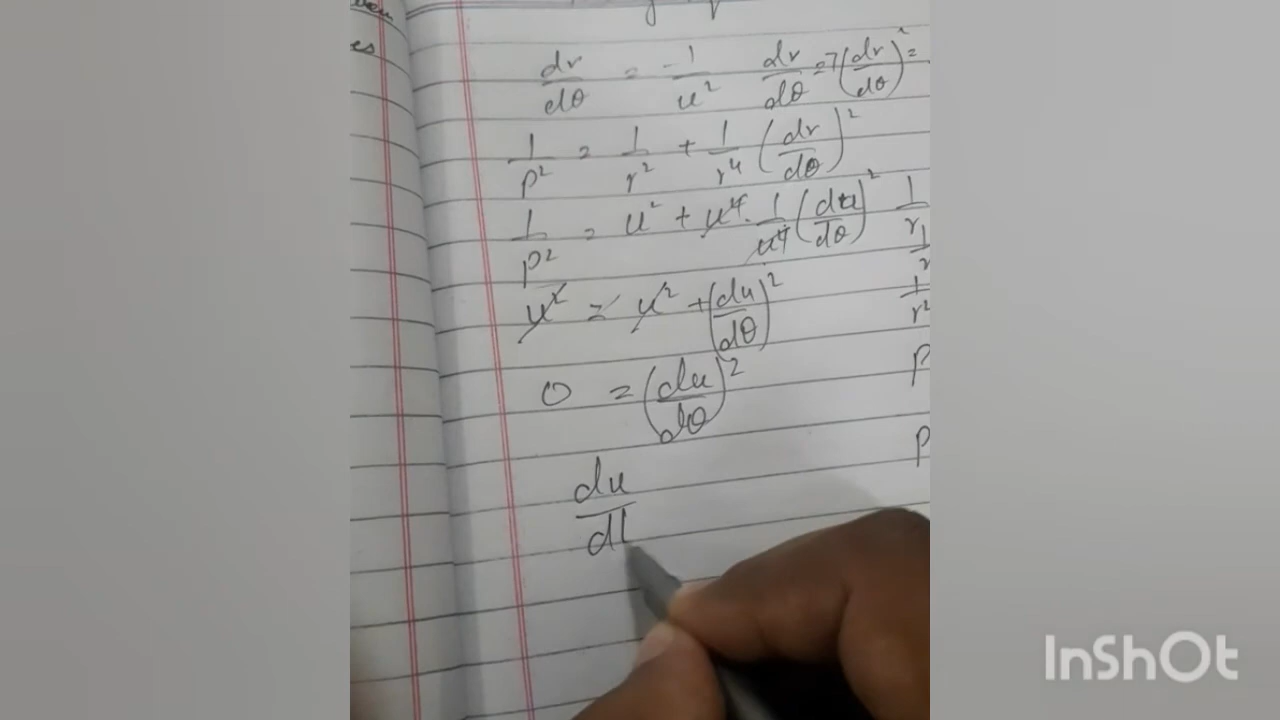 es
dr/dθ = -1/u² dr/dθ => (dr/dθ)² =
1/p² = 1/r² + 1/r⁴ (dr/dθ)²
1/p² = u² + u⁴ · 1/u⁴ (du/dθ)² 1/r
u² = u² + (du/dθ)² 1/r²
0 = (du/dθ)² p
p
du/d
InShOt